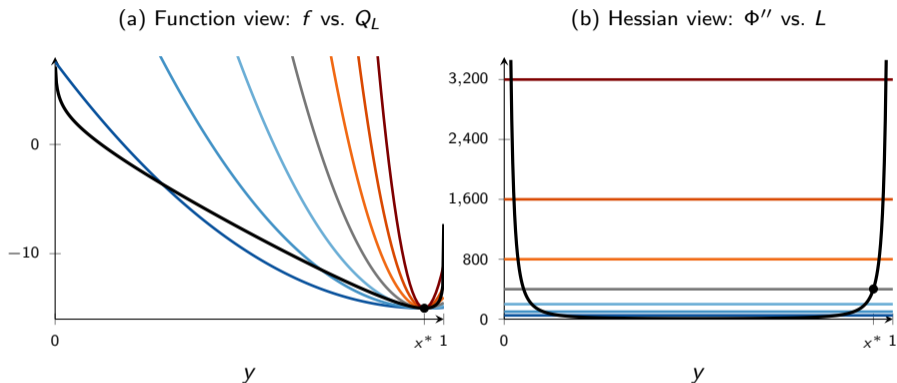 (a) Function view: f vs. Q_L
0
−10
0
x* 1
y
(b) Hessian view: Φ′′ vs. L
3,200
2,400
1,600
800
0
0
x* 1
y